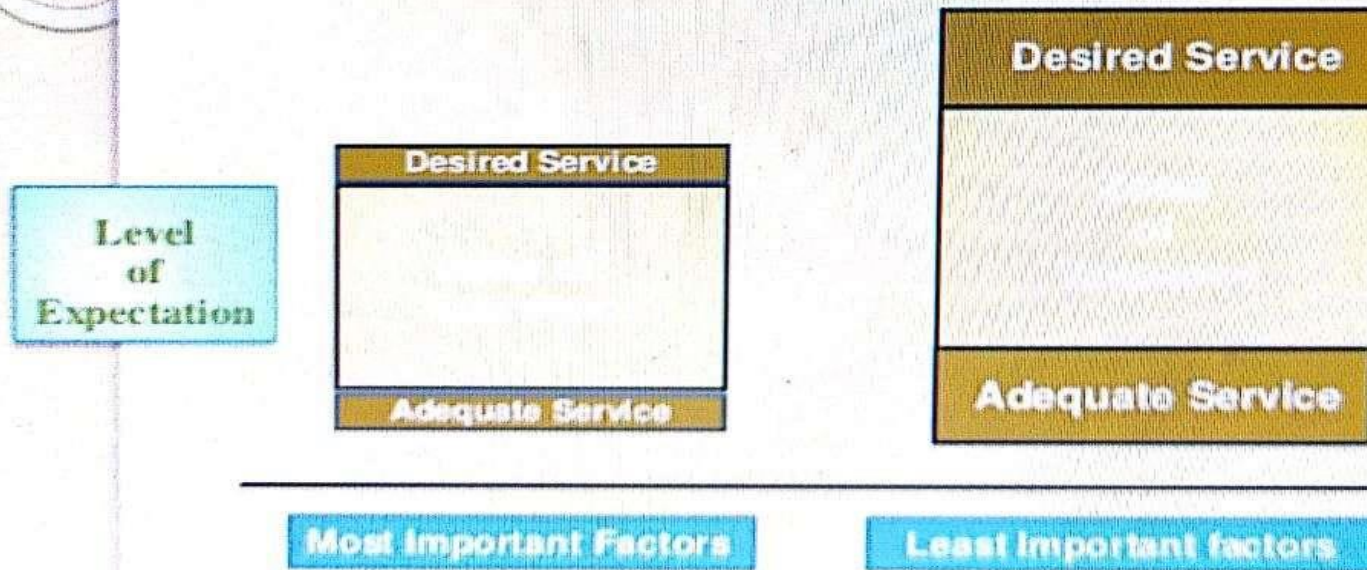 Desired Service
Desired Service
Level
of
Expectation
Adequate Service
Adequate Service
Most Important Factors
Least Important factors